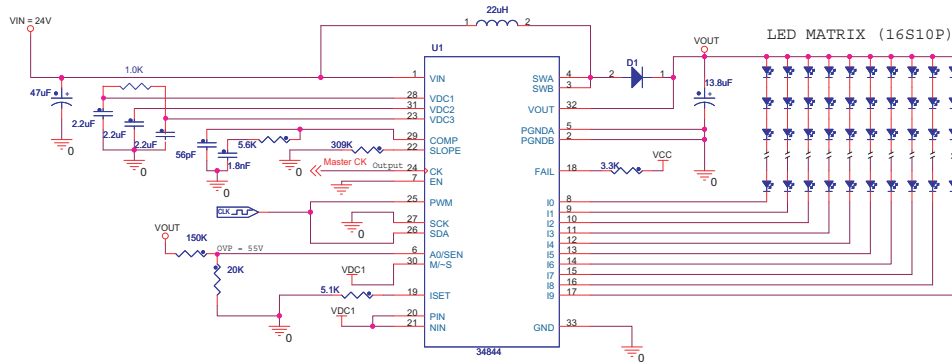 22uH
1
2
VIN = 24V
LED MATRIX (16S10P)
VOUT
U1
D1
1.0K
1
VIN
SWA
4
2
1
SWB
3
47uF
+
28
VDC1
13.8uF
+
2.2uF
31
VDC2
VOUT
32
2.2uF
23
VDC3
2.2uF
PGNDA
5
29
COMP
PGNDB
2
56pF
5.6K
309K
22
SLOPE
0
1.8nF
0
Master CK
Output
24
CK
FAIL
18
3.3K
VCC
0
0
7
EN
0
25
PWM
I0
8
CLK
I1
9
27
SCK
I2
10
26
SDA
I3
11
VOUT
0
I4
12
150K
OVP = 55V
6
A0/SEN
I5
13
30
M/~S
I6
14
20K
VDC1
I7
15
I8
16
5.1K
19
ISET
I9
17
VDC1
20
PIN
0
0
21
NIN
GND
33
34844
0